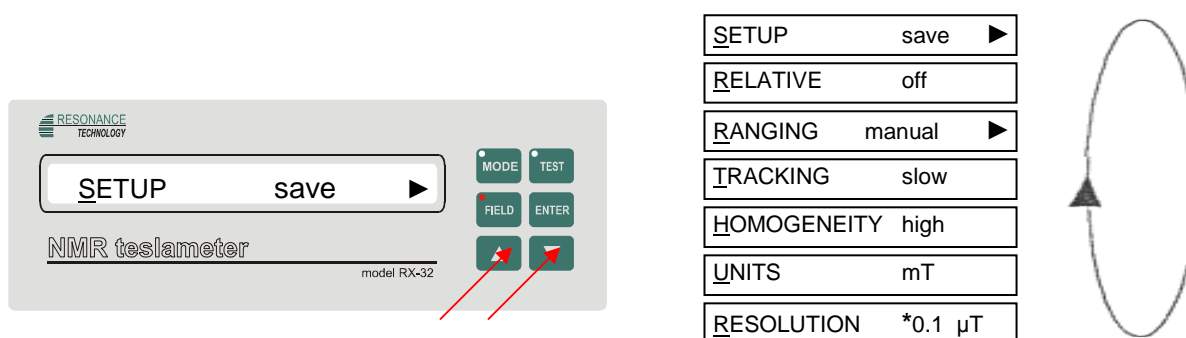 RESONANCE
TECHNOLOGY
SETUP save ►
MODE TEST
FIELD ENTER
NMR teslameter
model RX-32
SETUP save ►
RELATIVE off
RANGING manual ►
TRACKING slow
HOMOGENEITY high
UNITS mT
RESOLUTION *0.1 µT